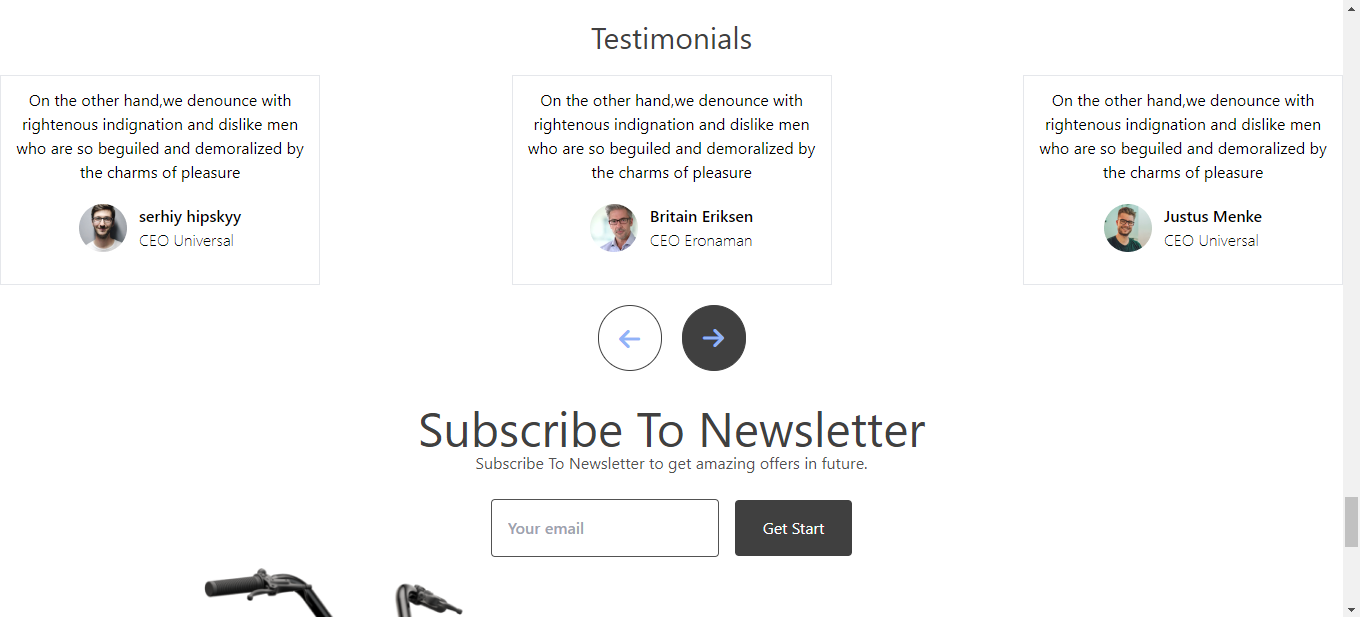 Testimonials
On the other hand,we denounce with
rightenous indignation and dislike men
who are so beguiled and demoralized by
the charms of pleasure
serhiy hipskyy
CEO Universal
On the other hand,we denounce with
rightenous indignation and dislike men
who are so beguiled and demoralized by
the charms of pleasure
Britain Eriksen
CEO Eronaman
On the other hand,we denounce with
rightenous indignation and dislike men
who are so beguiled and demoralized by
the charms of pleasure
Justus Menke
CEO Universal
Subscribe To Newsletter
Subscribe To Newsletter to get amazing offers in future.
Your email
Get Start